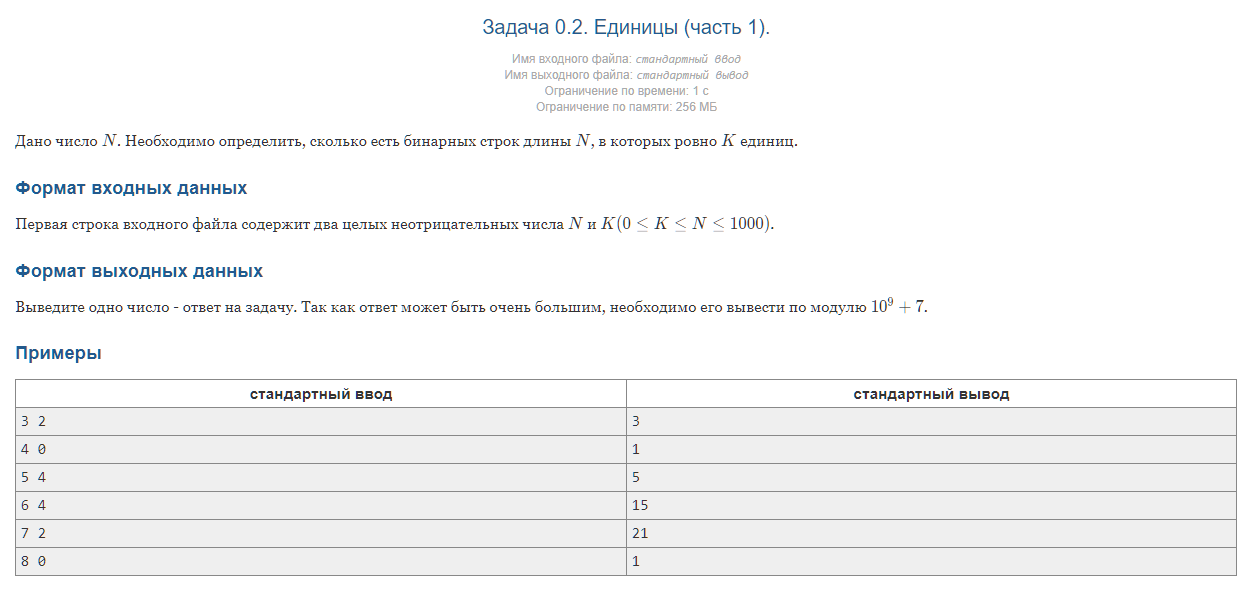 Задача 0.2. Единицы (часть 1).
Имя входного файла: стандартный ввод
Имя выходного файла: стандартный вывод
Ограничение по времени: 1 с
Ограничение по памяти: 256 МБ
Дано число N. Необходимо определить, сколько есть бинарных строк длины N, в которых ровно K единиц.
Формат входных данных
Первая строка входного файла содержит два целых неотрицательных числа N и K(0 ≤ K ≤ N ≤ 1000).
Формат выходных данных
Выведите одно число - ответ на задачу. Так как ответ может быть очень большим, необходимо его вывести по модулю 10⁹ + 7.
Примеры
стандартный ввод стандартный вывод
3 2 3
4 0 1
5 4 5
6 4 15
7 2 21
8 0 1